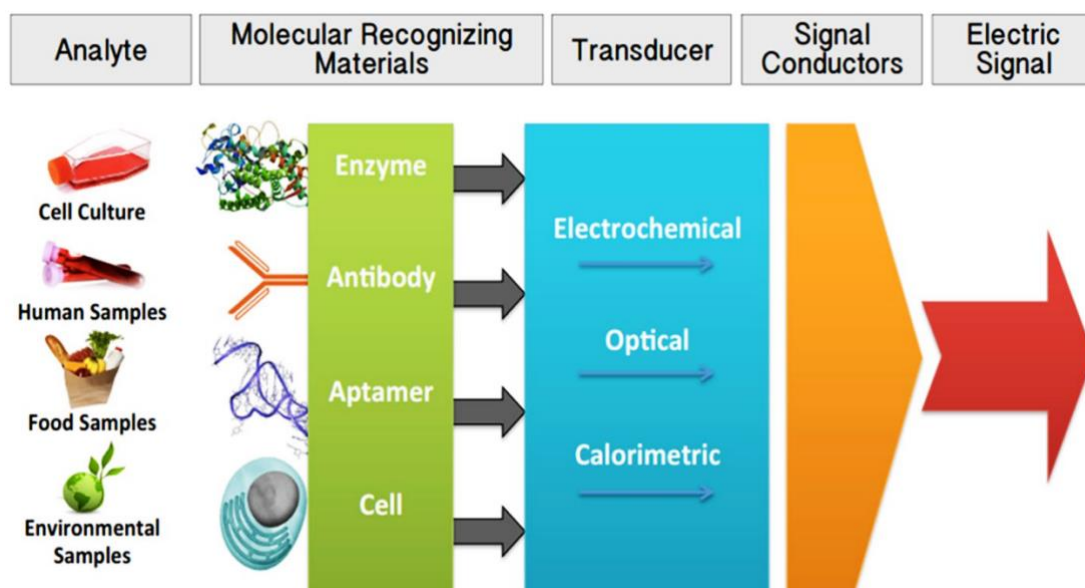 Analyte
Molecular Recognizing
Materials
Transducer
Signal
Conductors
Electric
Signal
Cell Culture
Human Samples
Food Samples
Environmental
Samples
Enzyme
Antibody
Aptamer
Cell
Electrochemical
Optical
Calorimetric